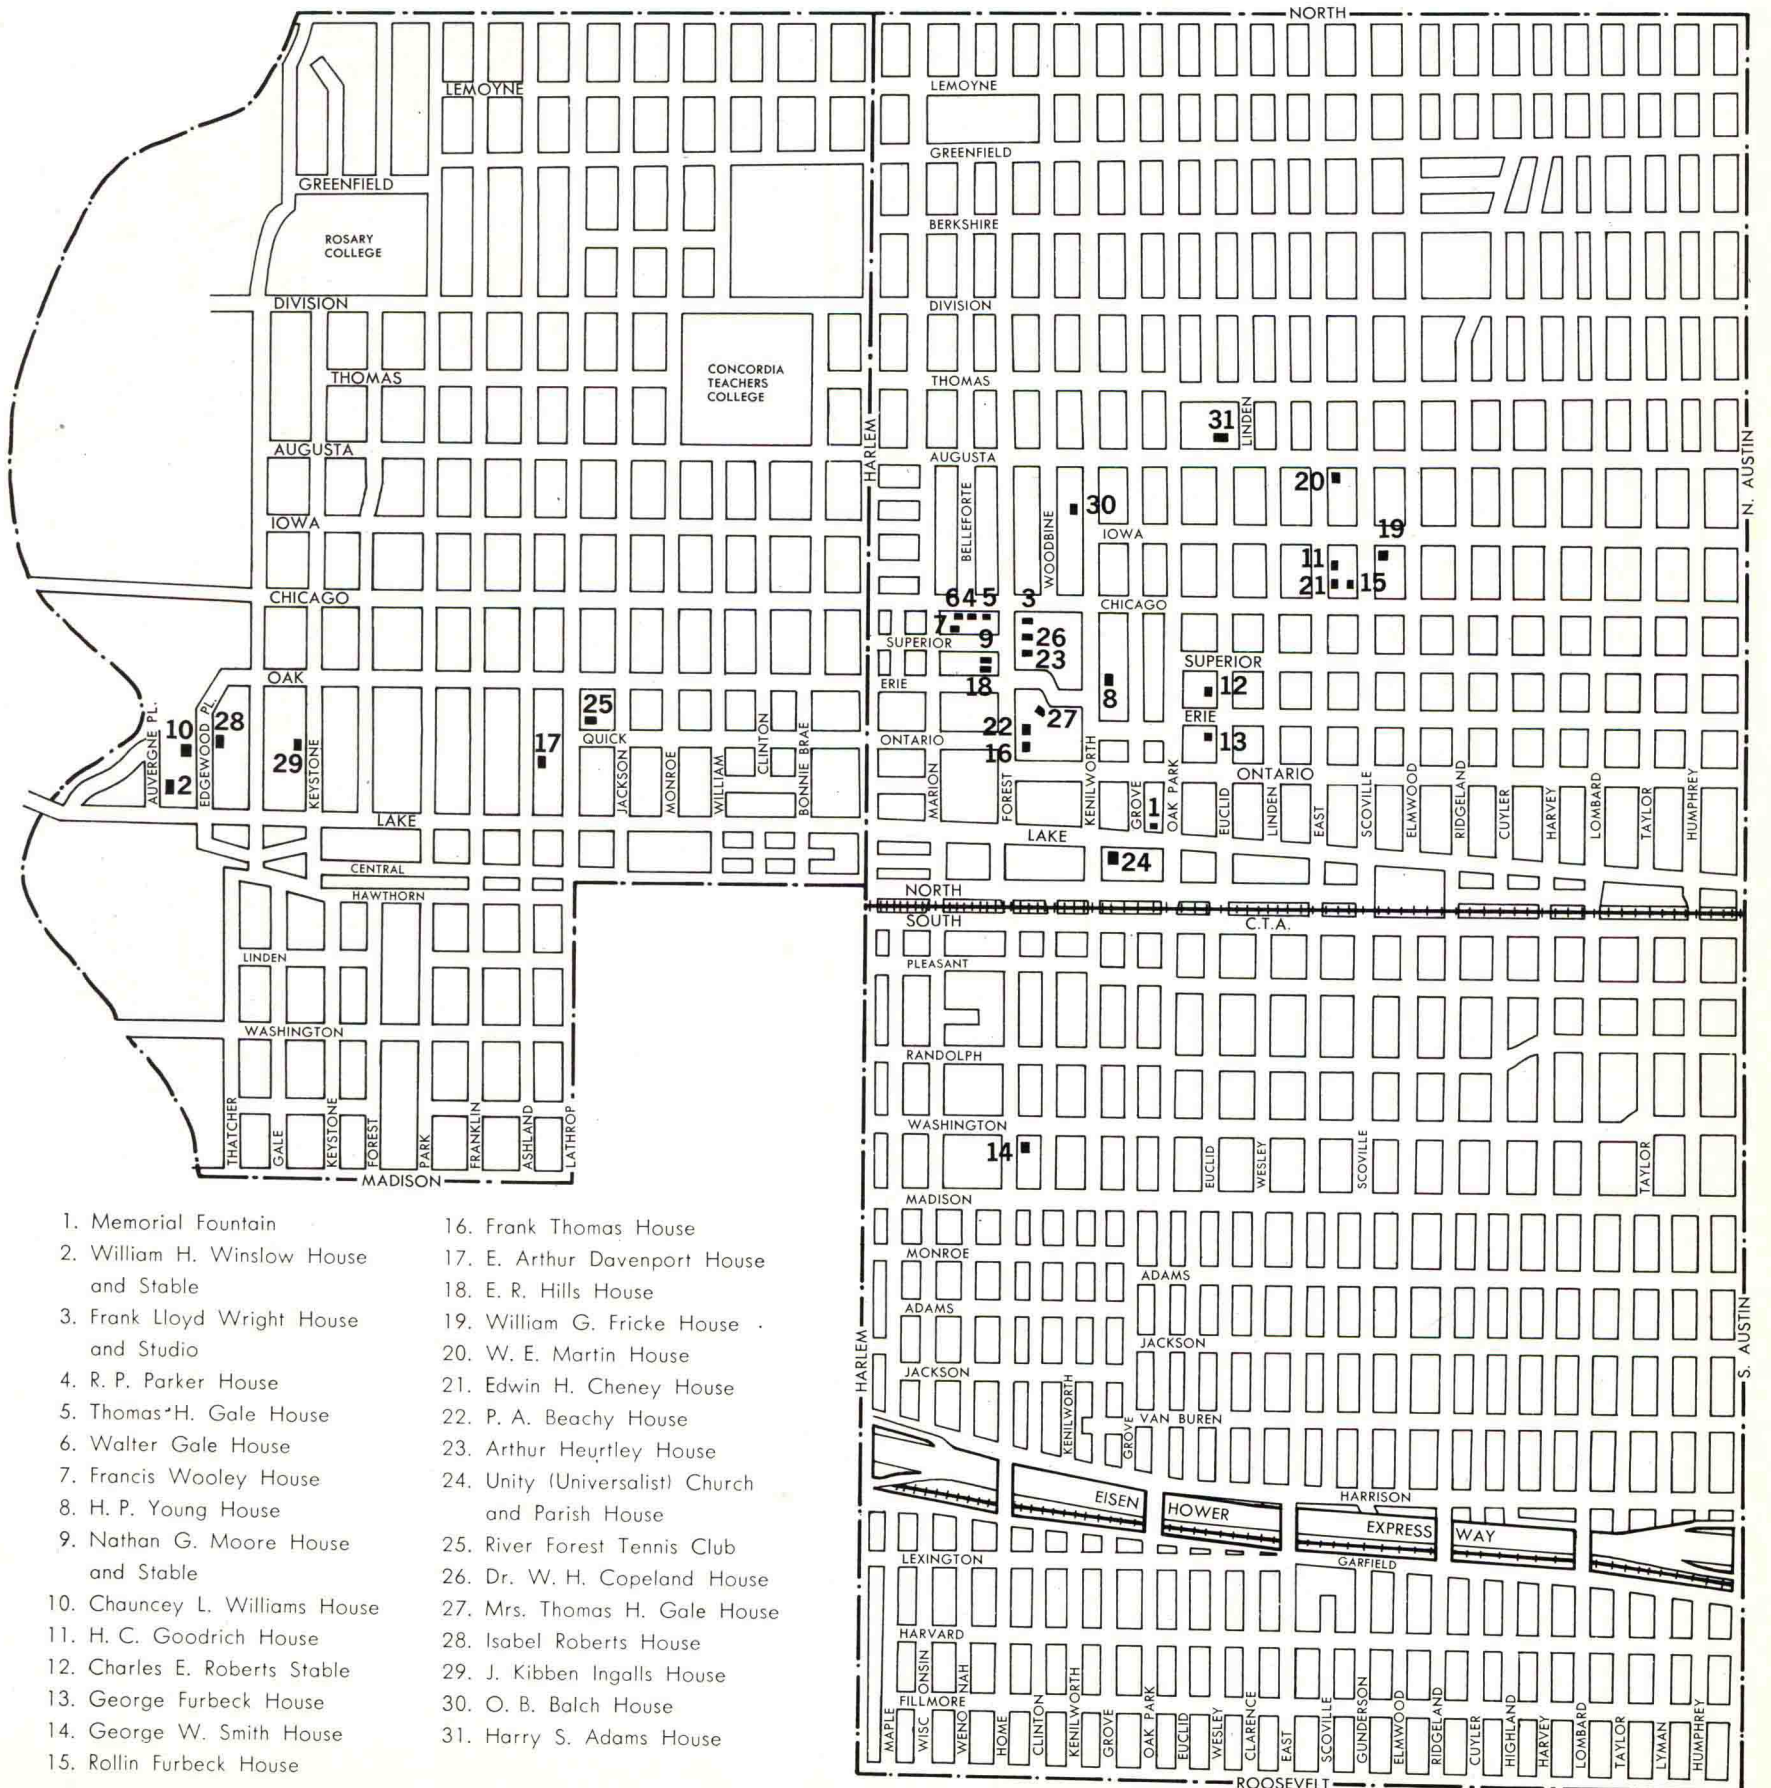 NORTH
LEMOYNE
LEMOYNE
GREENFIELD
GREENFIELD
BERKSHIRE
ROSARY
COLLEGE
DIVISION
DIVISION
CONCORDIA
TEACHERS
COLLEGE
THOMAS
THOMAS
31
LINDEN
HARLEM
N. AUSTIN
AUGUSTA
AUGUSTA
20
BELLEFORTE
WOODBINE
30
IOWA
IOWA
19
11
21
15
CHICAGO
CHICAGO
6 4 5 3
7
SUPERIOR
9
26
23
SUPERIOR
OAK
ERIE
18
8
12
ERIE
AUVERGNE PL.
EDGEWOOD PL.
10
28
2
29
KEYSTONE
17
25
QUICK
JACKSON
MONROE
WILLIAM
CLINTON
BONNIE BRAE
ONTARIO
22
27
16
13
ONTARIO
MARION
FOREST
KENILWORTH
GROVE
1
OAK PARK
EUCLID
LINDEN
EAST
SCOVILLE
ELMWOOD
RIDGELAND
CUYLER
HARVEY
LOMBARD
TAYLOR
HUMPHREY
LAKE
LAKE
24
CENTRAL
HAWTHORN
NORTH
SOUTH
C.T.A.
LINDEN
PLEASANT
WASHINGTON
RANDOLPH
THATCHER
GALE
KEYSTONE
FOREST
PARK
FRANKLIN
ASHLAND
LATHROP
MADISON
WASHINGTON
14
EUCLID
WESLEY
SCOVILLE
TAYLOR
MADISON
MONROE
ADAMS
ADAMS
HARLEM
S. AUSTIN
JACKSON
JACKSON
KENILWORTH
GROVE
VAN BUREN
EISEN HOWER EXPRESS WAY
HARRISON
GARFIELD
LEXINGTON
HARVARD
FILLMORE
MAPLE
WISCONSIN
WENONAH
HOME
CLINTON
KENILWORTH
GROVE
OAK PARK
EUCLID
WESLEY
CLARENCE
EAST
SCOVILLE
GUNDERSON
ELMWOOD
RIDGELAND
CUYLER
HIGHLAND
HARVEY
LOMBARD
TAYLOR
LYMAN
HUMPHREY
ROOSEVELT
1. Memorial Fountain
2. William H. Winslow House
and Stable
3. Frank Lloyd Wright House
and Studio
4. R. P. Parker House
5. Thomas H. Gale House
6. Walter Gale House
7. Francis Wooley House
8. H. P. Young House
9. Nathan G. Moore House
and Stable
10. Chauncey L. Williams House
11. H. C. Goodrich House
12. Charles E. Roberts Stable
13. George Furbeck House
14. George W. Smith House
15. Rollin Furbeck House
16. Frank Thomas House
17. E. Arthur Davenport House
18. E. R. Hills House
19. William G. Fricke House
20. W. E. Martin House
21. Edwin H. Cheney House
22. P. A. Beachy House
23. Arthur Heurtley House
24. Unity (Universalist) Church
and Parish House
25. River Forest Tennis Club
26. Dr. W. H. Copeland House
27. Mrs. Thomas H. Gale House
28. Isabel Roberts House
29. J. Kibben Ingalls House
30. O. B. Balch House
31. Harry S. Adams House